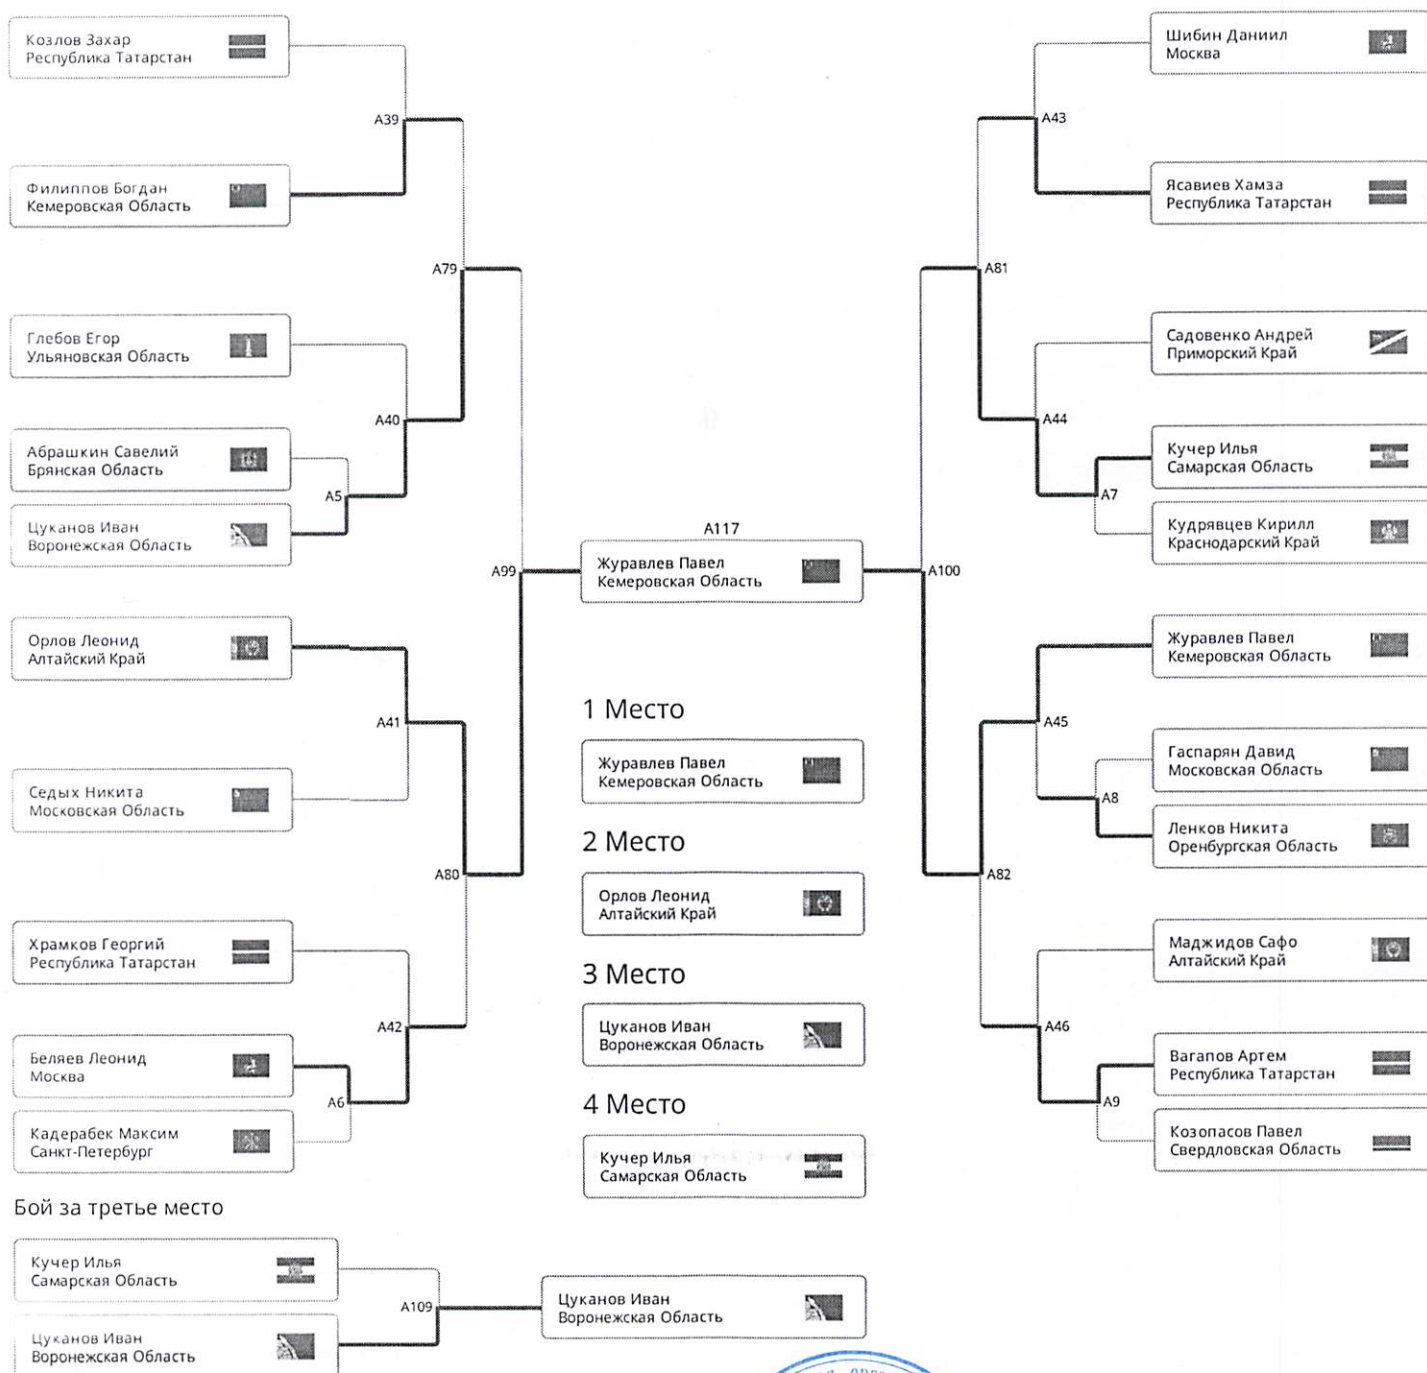 Козлов Захар
Республика Татарстан
A39
Филиппов Богдан
Кемеровская Область
A79
Глебов Егор
Ульяновская Область
A40
Абрашкин Савелий
Брянская Область
A5
Цуканов Иван
Воронежская Область
A99
Орлов Леонид
Алтайский Край
A41
Седых Никита
Московская Область
A80
Храмков Георгий
Республика Татарстан
A42
Беляев Леонид
Москва
A6
Кадерабек Максим
Санкт-Петербург
A117
Журавлев Павел
Кемеровская Область
1 Место
Журавлев Павел
Кемеровская Область
2 Место
Орлов Леонид
Алтайский Край
3 Место
Цуканов Иван
Воронежская Область
4 Место
Кучер Илья
Самарская Область
Шибин Даниил
Москва
A43
Ясавиев Хамза
Республика Татарстан
A81
Садовенко Андрей
Приморский Край
A44
Кучер Илья
Самарская Область
A7
Кудрявцев Кирилл
Краснодарский Край
A100
Журавлев Павел
Кемеровская Область
A45
Гаспарян Давид
Московская Область
A8
Ленков Никита
Оренбургская Область
A82
Маджидов Сафо
Алтайский Край
A46
Вагапов Артем
Республика Татарстан
A9
Козопасов Павел
Свердловская Область
Бой за третье место
Кучер Илья
Самарская Область
A109
Цуканов Иван
Воронежская Область
Цуканов Иван
Воронежская Область